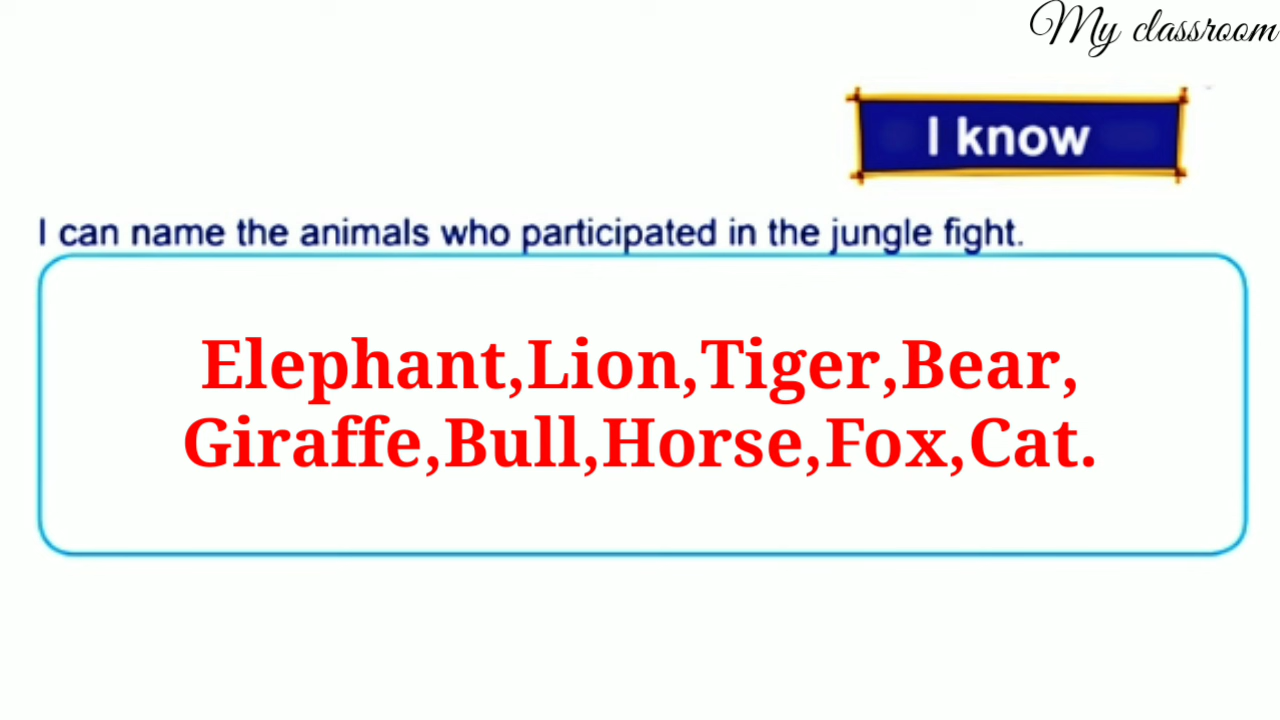 My classroom
I know
I can name the animals who participated in the jungle fight.
Elephant,Lion,Tiger,Bear,
Giraffe,Bull,Horse,Fox,Cat.